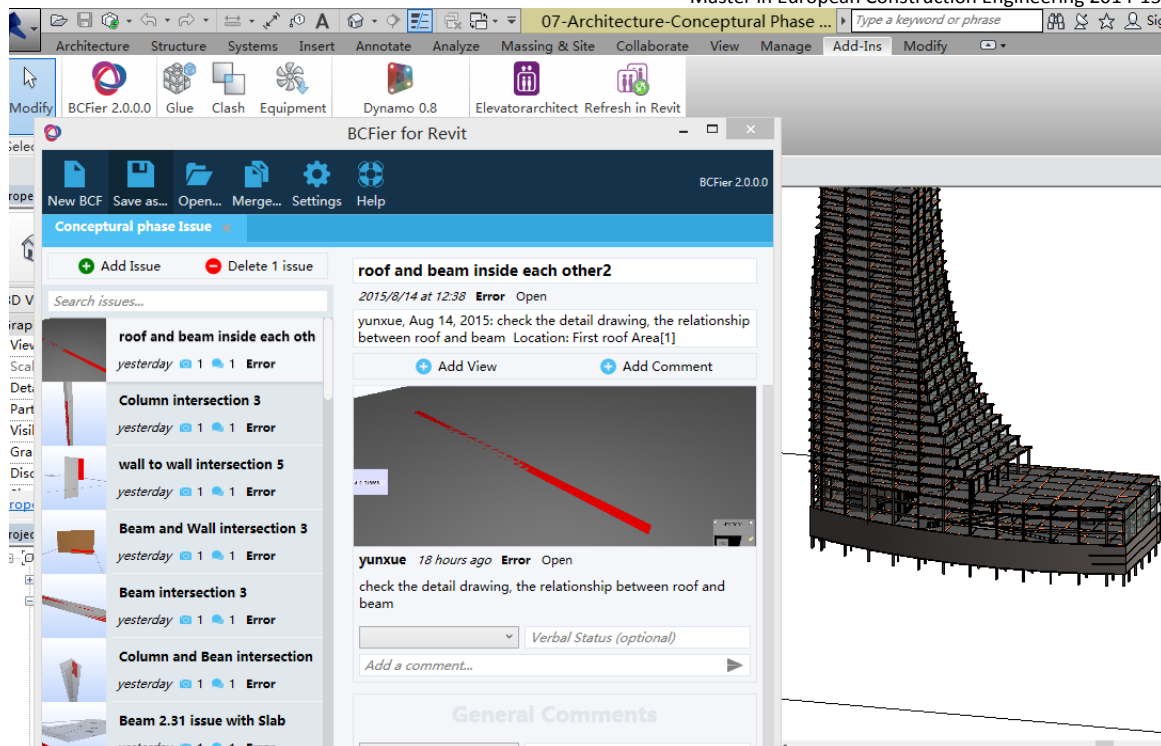 07-Architecture-Conceptual Phase ...
Type a keyword or phrase
Architecture Structure Systems Insert Annotate Analyze Massing & Site Collaborate View Manage Add-Ins Modify
Modify
BCFier 2.0.0.0 Glue Clash Equipment Dynamo 0.8 Elevatorarchitect Refresh in Revit
BCFier for Revit
New BCF Save as... Open... Merge... Settings Help
BCFier 2.0.0.0
Conceptural phase Issue
Add Issue Delete 1 issue
Search issues...
roof and beam inside each oth
yesterday 1 1 Error
Column intersection 3
yesterday 1 1 Error
wall to wall intersection 5
yesterday 1 1 Error
Beam and Wall intersection 3
yesterday 1 1 Error
Beam intersection 3
yesterday 1 1 Error
Column and Bean intersection
yesterday 1 1 Error
Beam 2.31 issue with Slab
roof and beam inside each other2
2015/8/14 at 12:38 Error Open
yunxue, Aug 14, 2015: check the detail drawing, the relationship
between roof and beam Location: First roof Area[1]
Add View Add Comment
yunxue 18 hours ago Error Open
check the detail drawing, the relationship between roof and
beam
Verbal Status (optional)
Add a comment...
General Comments